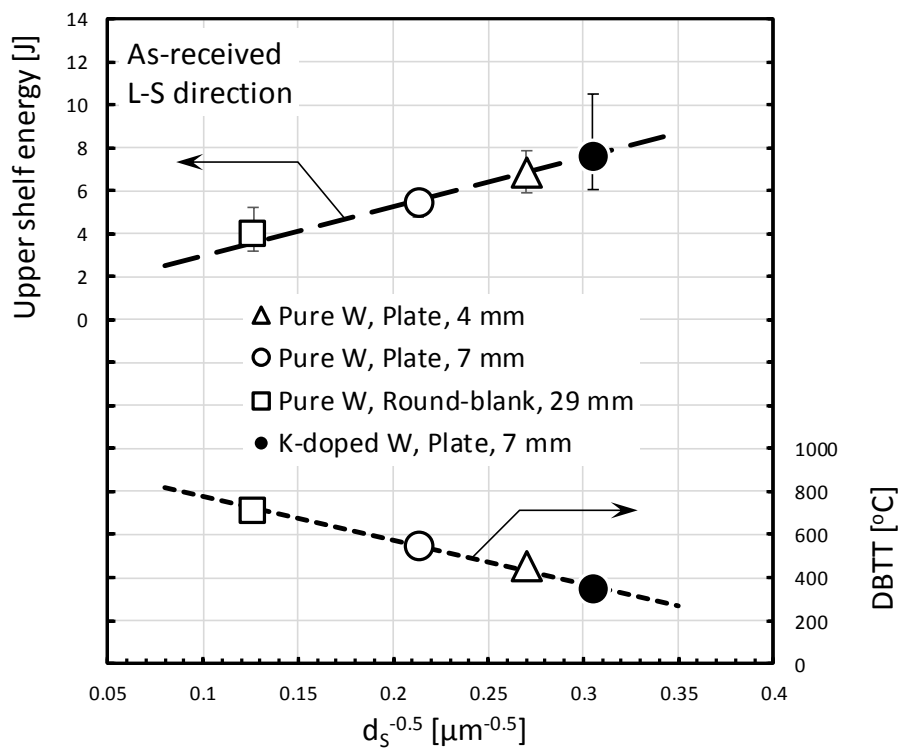 Upper shelf energy [J]
14
12
10
8
6
4
2
0
As-received
L-S direction
Pure W, Plate, 4 mm
Pure W, Plate, 7 mm
Pure W, Round-blank, 29 mm
K-doped W, Plate, 7 mm
1000
800
600
400
200
0
DBTT [°C]
0.05 0.1 0.15 0.2 0.25 0.3 0.35 0.4
dS-0.5 [μm-0.5]